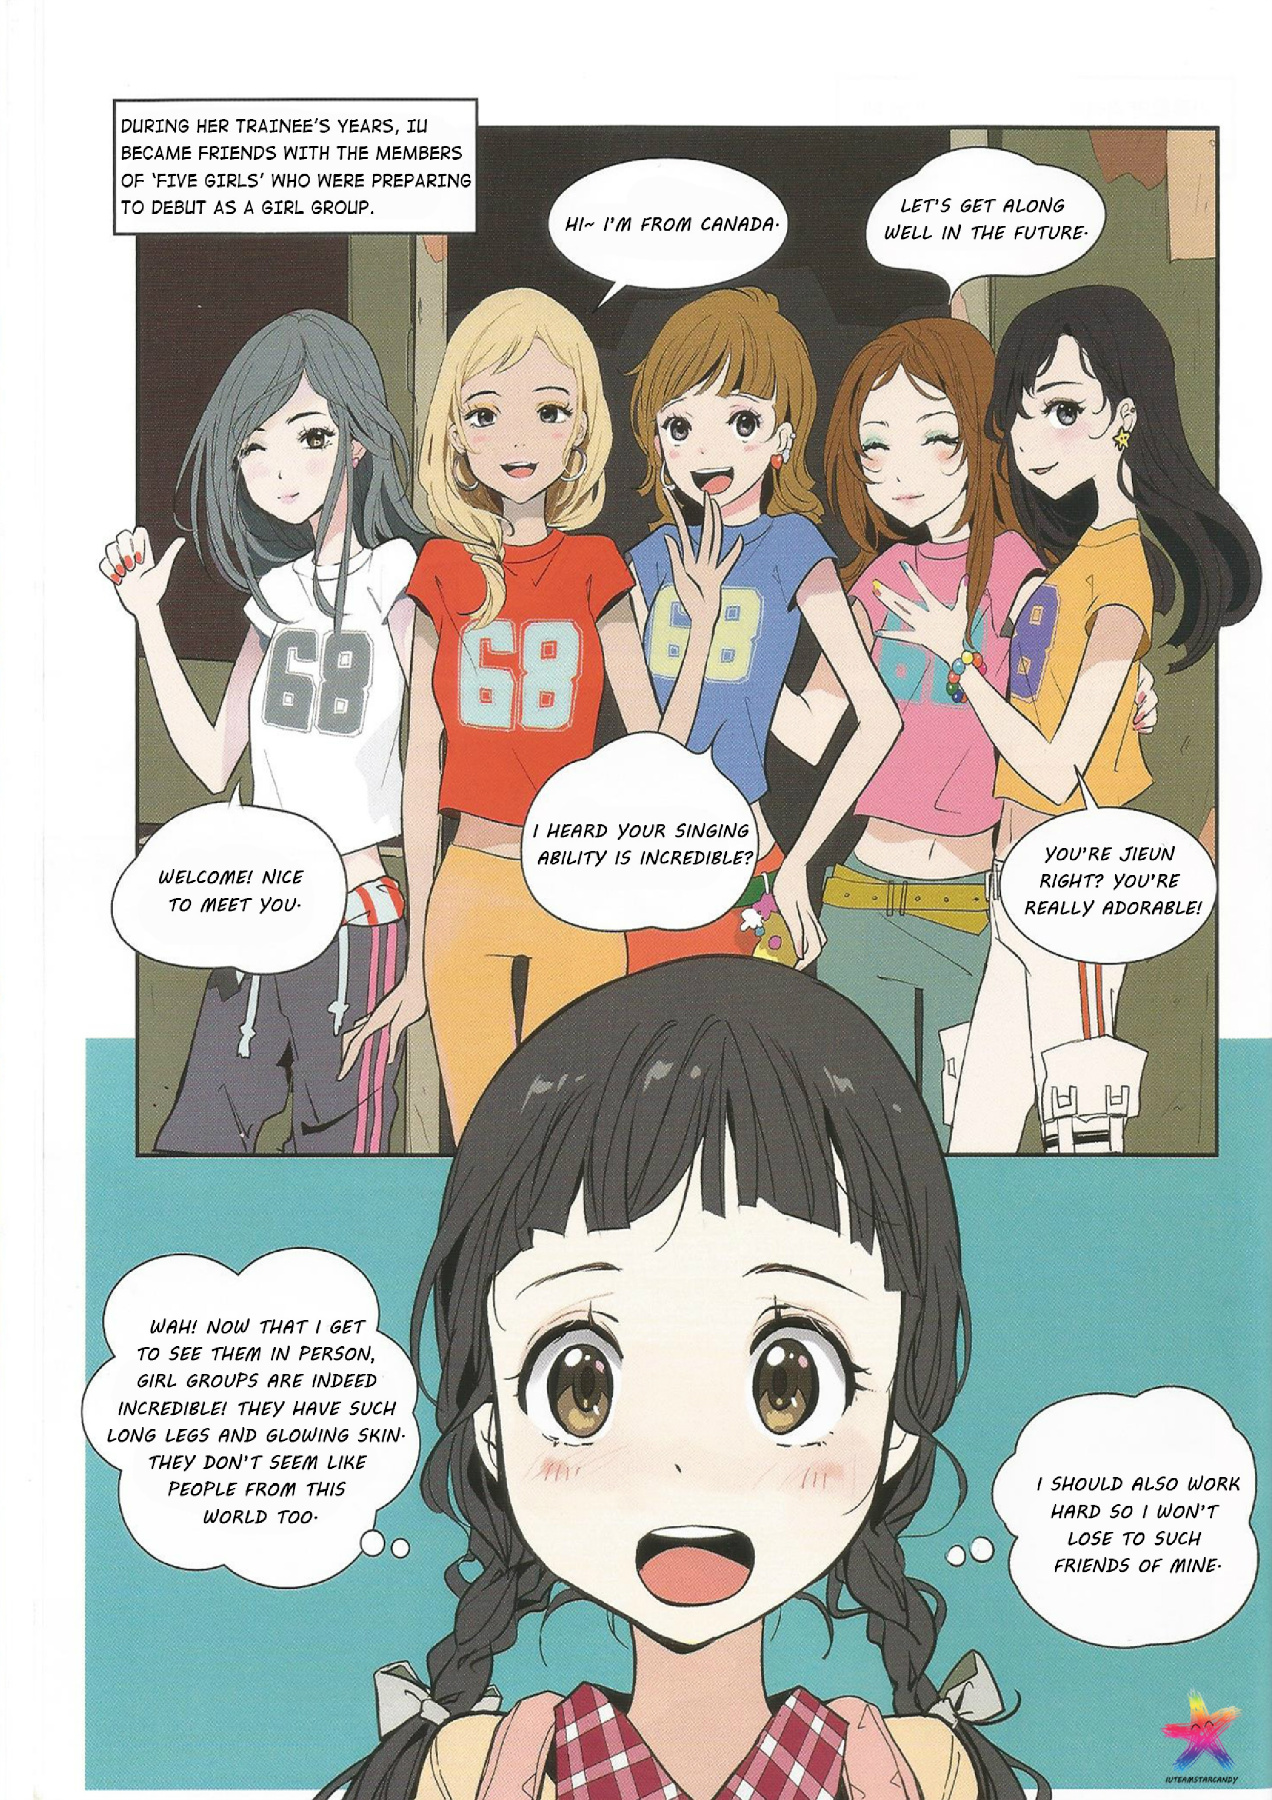 DURING HER TRAINEE'S YEARS, IU
BECAME FRIENDS WITH THE MEMBERS
OF 'FIVE GIRLS' WHO WERE PREPARING
TO DEBUT AS A GIRL GROUP.
HI~ I'M FROM CANADA.
LET'S GET ALONG
WELL IN THE FUTURE.
68
68
68
68
8
WELCOME! NICE
TO MEET YOU.
I HEARD YOUR SINGING
ABILITY IS INCREDIBLE?
YOU'RE JIEUN
RIGHT? YOU'RE
REALLY ADORABLE!
WAH! NOW THAT I GET
TO SEE THEM IN PERSON,
GIRL GROUPS ARE INDEED
INCREDIBLE! THEY HAVE SUCH
LONG LEGS AND GLOWING SKIN.
THEY DON'T SEEM LIKE
PEOPLE FROM THIS
WORLD TOO.
I SHOULD ALSO WORK
HARD SO I WON'T
LOSE TO SUCH
FRIENDS OF MINE.
IUTEAMSTARCANDY